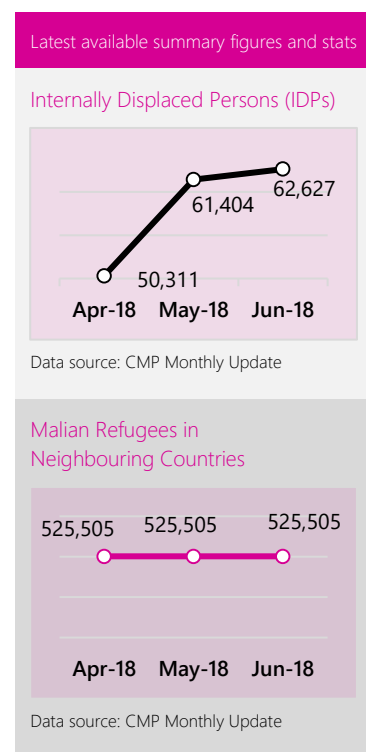 Latest available summary figures and stats
Internally Displaced Persons (IDPs)
62,627
61,404
50,311
Apr-18 May-18 Jun-18
Data source: CMP Monthly Update
Malian Refugees in
Neighbouring Countries
525,505 525,505 525,505
Apr-18 May-18 Jun-18
Data source: CMP Monthly Update